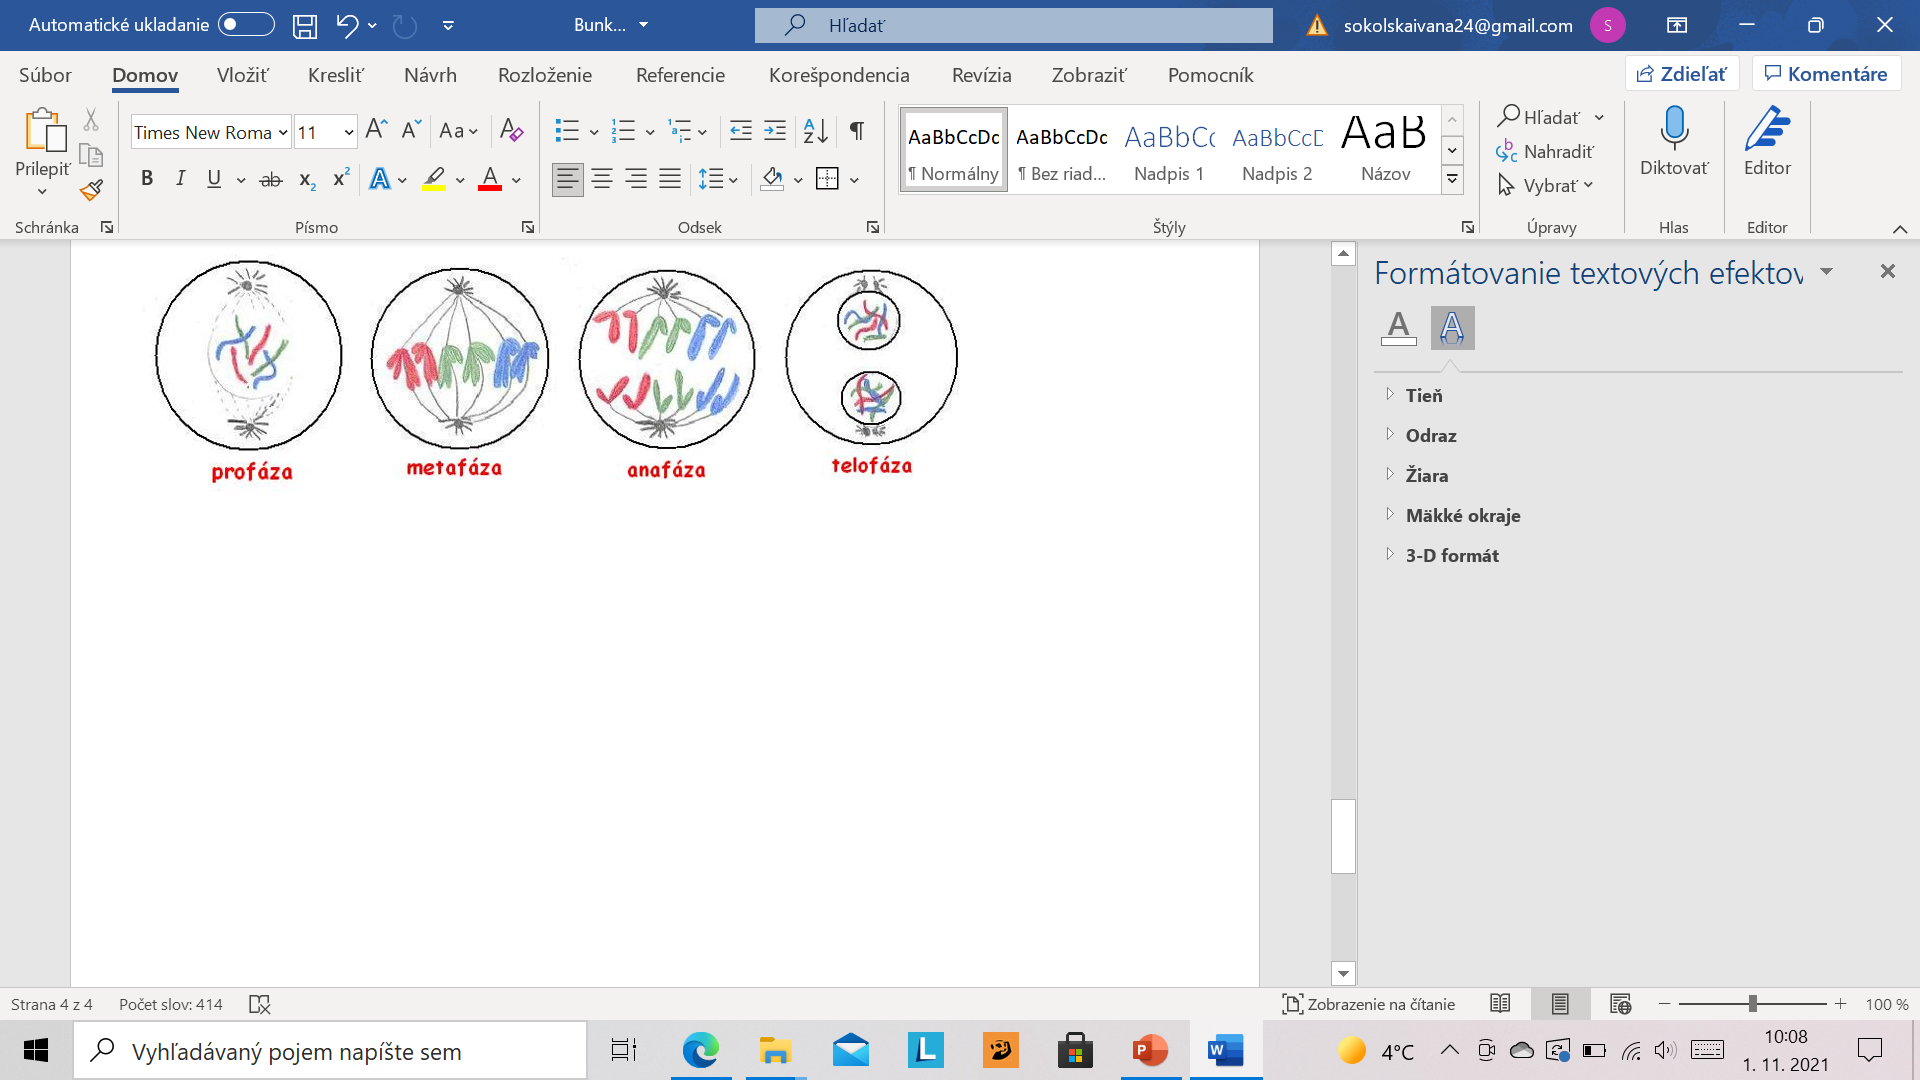 Automatické ukladanie
Bunk...
Hľadať
sokolskaivana24@gmail.com
S
Súbor
Domov
Vložiť
Kresliť
Návrh
Rozloženie
Referencie
Korešpondencia
Revízia
Zobraziť
Pomocník
Zdieľať
Komentáre
Prilepiť
Schránka
Times New Roma
11
Písmo
Odsek
AaBbCcDc
¶ Normálny
AaBbCcDc
¶ Bez riad...
AaBbCc
Nadpis 1
AaBbCcE
Nadpis 2
AaB
Názov
Štýly
Hľadať
Nahradiť
Vybrať
Úpravy
Diktovať
Hlas
Editor
Editor
profáza
metafáza
anafáza
telofáza
Formátovanie textových efektov
Tieň
Odraz
Žiara
Mäkké okraje
3-D formát
Strana 4 z 4
Počet slov: 414
Zobrazenie na čítanie
100 %
Vyhľadávaný pojem napíšte sem
4°C
10:08
1. 11. 2021